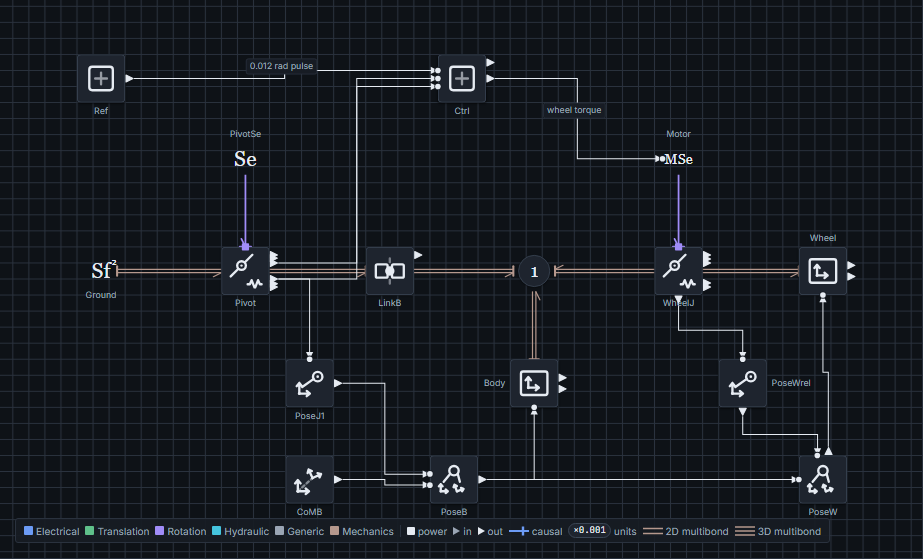 0.012 rad pulse
Ref
Ctrl
wheel torque
PivotSe
Motor
Se
MSe
Wheel
Sf²
1
Ground
Pivot
LinkB
WheelJ
Body
PoseWrel
PoseJ1
CoMB
PoseB
PoseW
Electrical Translation Rotation Hydraulic Generic Mechanics power in out causal ×0.001 units 2D multibond 3D multibond